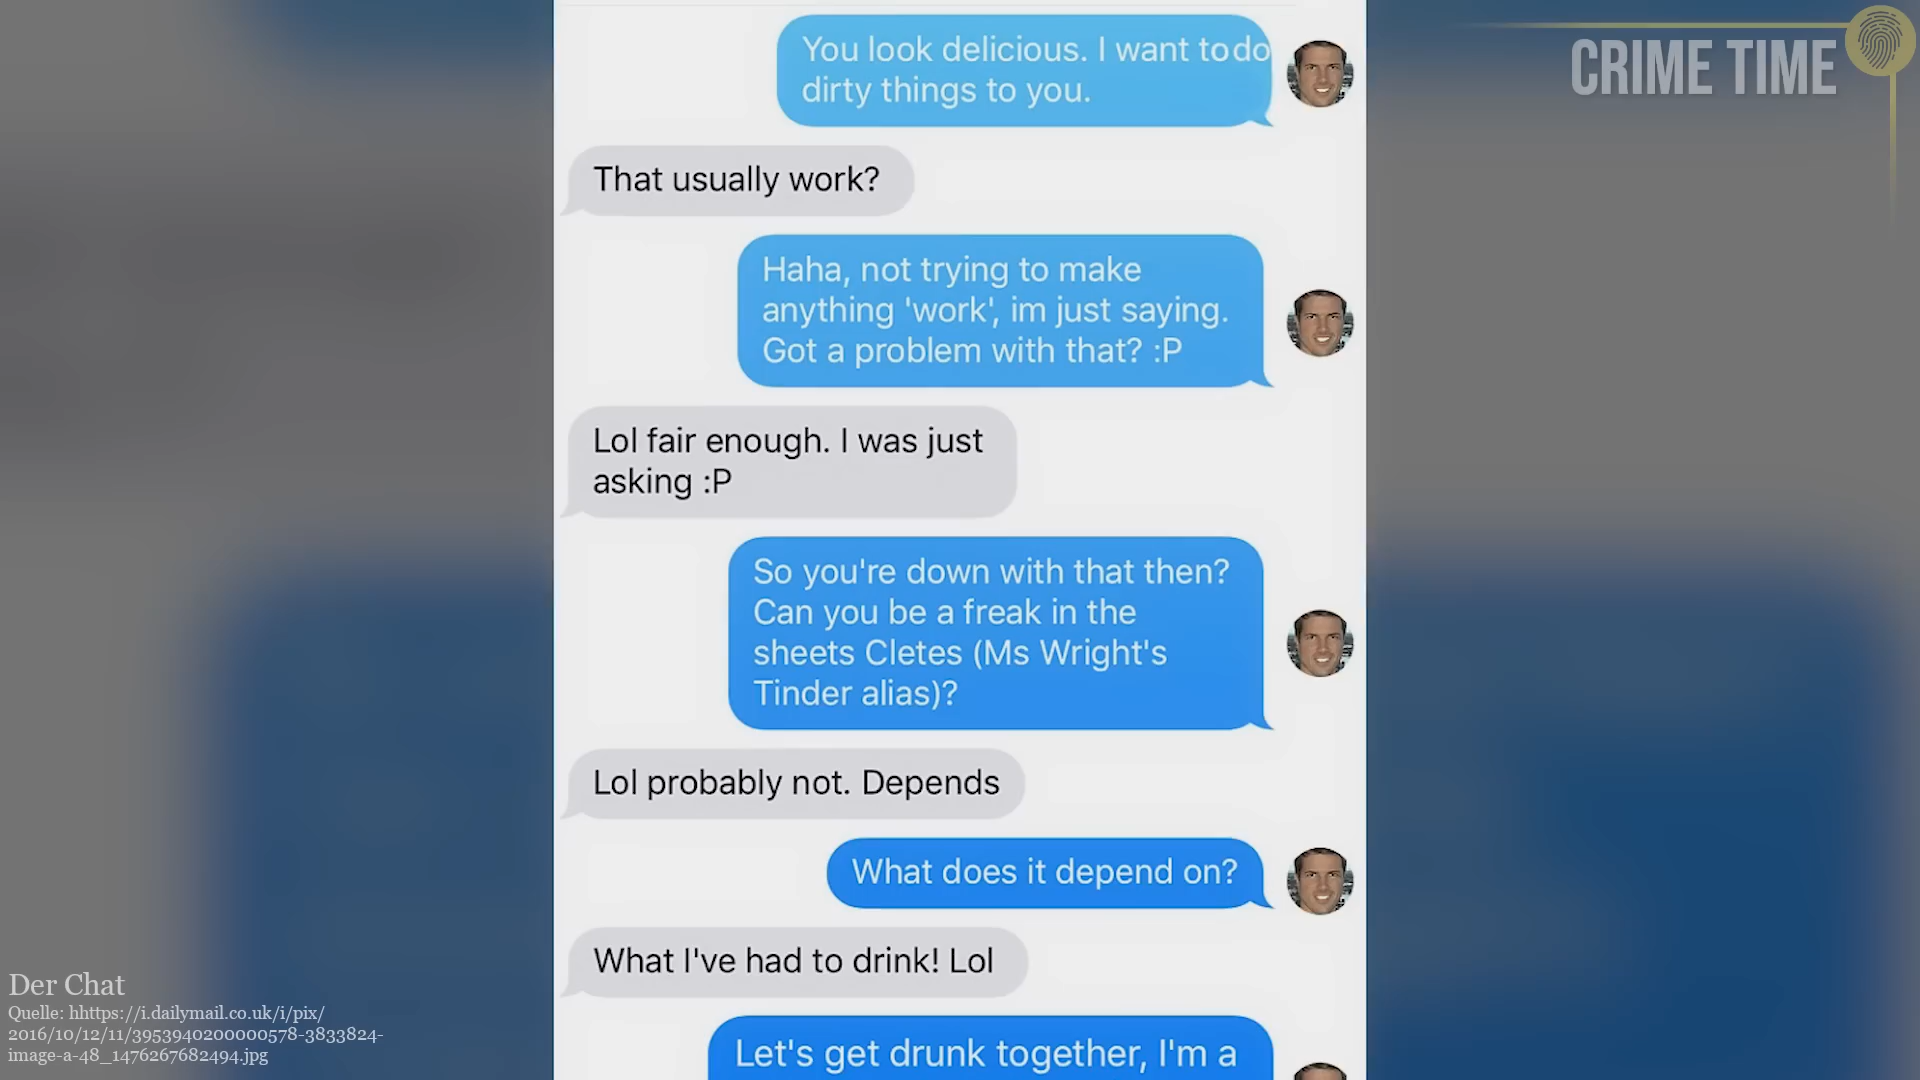 CRIME TIME
You look delicious. I want todo
dirty things to you.
That usually work?
Haha, not trying to make
anything 'work', im just saying.
Got a problem with that? :P
Lol fair enough. I was just
asking :P
So you're down with that then?
Can you be a freak in the
sheets Cletes (Ms Wright's
Tinder alias)?
Lol probably not. Depends
What does it depend on?
What I've had to drink! Lol
Let's get drunk together, I'm a
Der Chat
Quelle: hhttps://i.dailymail.co.uk/i/pix/
2016/10/12/11/3953940200000578-3833824-
image-a-48_1476267682494.jpg